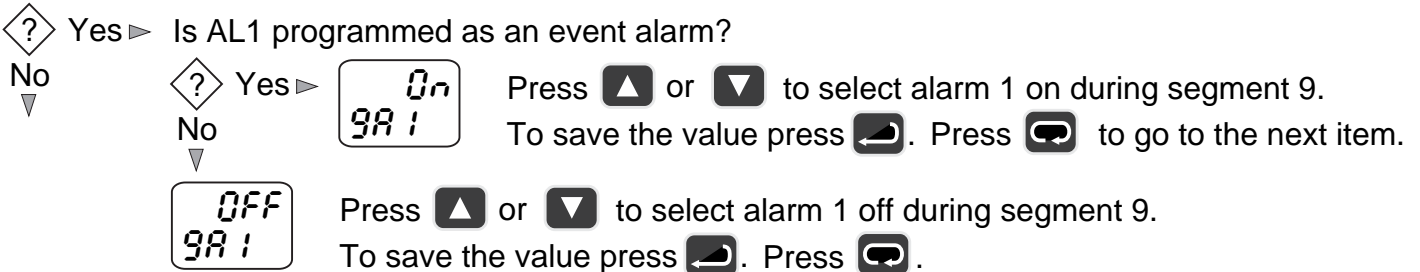 ? Yes Is AL1 programmed as an event alarm?
No
? Yes On Press or to select alarm 1 on during segment 9.
No 9A1 To save the value press . Press to go to the next item.
OFF Press or to select alarm 1 off during segment 9.
9A1 To save the value press . Press .